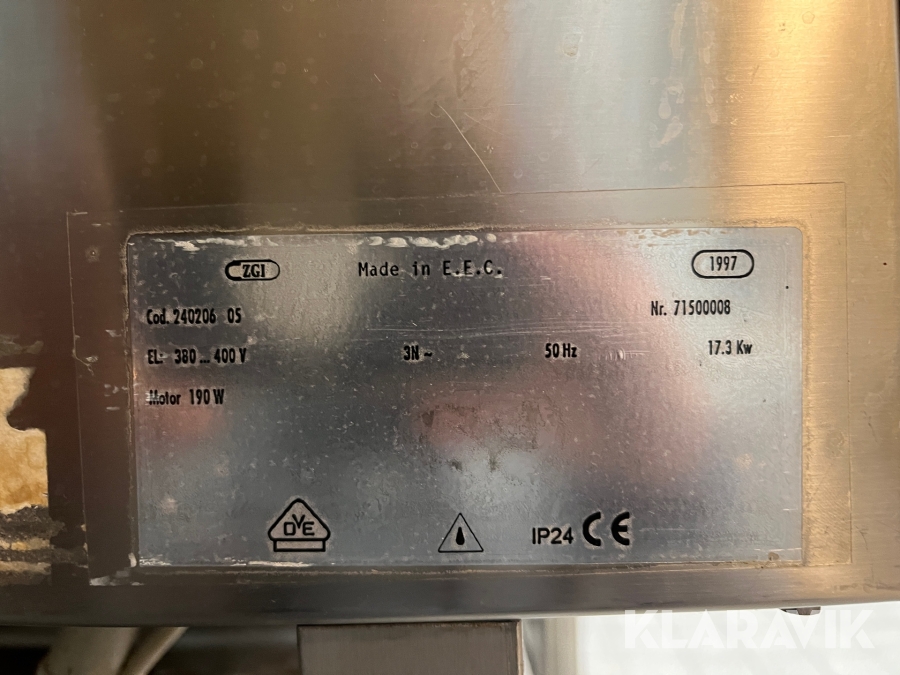 ZGI Made in E.E.C. 1997
Cod. 240206 05 Nr. 71500008
EL: 380 ... 400 V 3N ~ 50 Hz 17.3 Kw
Motor 190 W
OVE IP24 CE
KLARAVIK